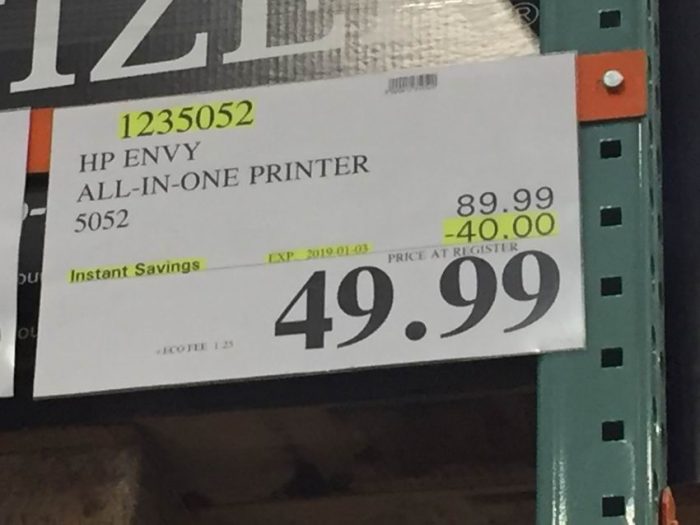 IZE®
1235052
HP ENVY
ALL-IN-ONE PRINTER
5052
89.99
-40.00
Instant Savings
EXP 2019-01-03
PRICE AT REGISTER
49.99
+ECO FEE 1.25